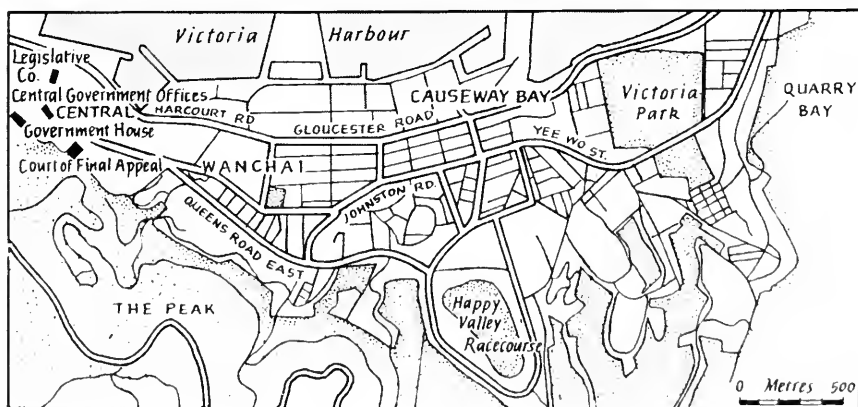 Victoria Harbour
Legislative
Co.
Central Government Offices
CENTRAL
Government House
Court of Final Appeal
HARCOURT RD
GLOUCESTER ROAD
CAUSEWAY BAY
Victoria
Park
QUARRY
BAY
YEE WO ST.
WANCHAI
JOHNSTON RD.
QUEENS ROAD EAST
THE PEAK
Happy
Valley
Racecourse
0 Metres 500